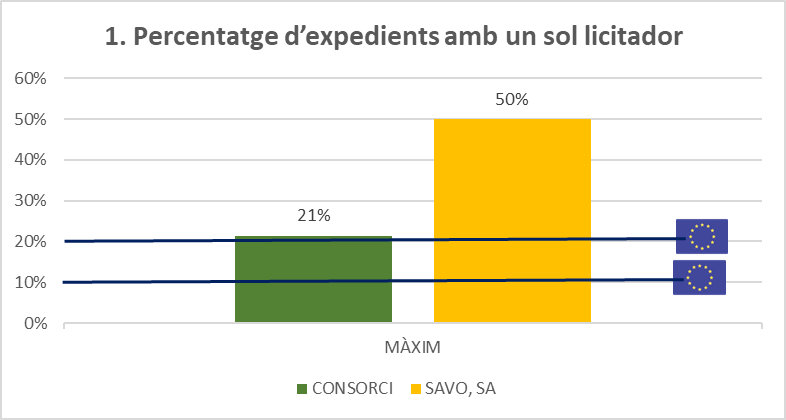 1. Percentatge d’expedients amb un sol licitador
60%
50%
40%
30%
20%
10%
0%
21%
50%
MÀXIM
CONSORCI
SAVO, SA